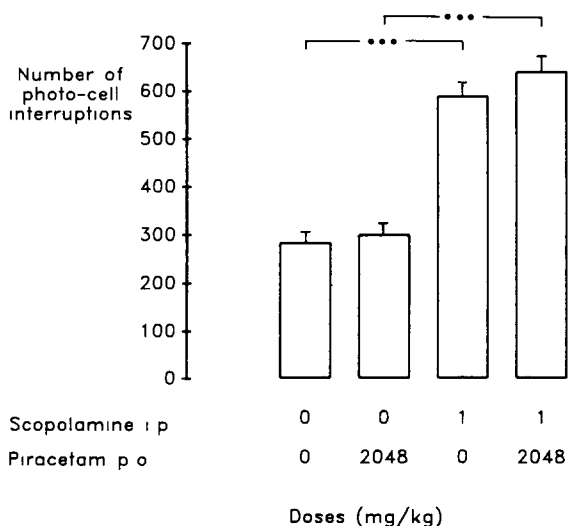 •••
•••
700
Number of
photo-cell
interruptions
600
500
400
300
200
100
0
Scopolamine i p 0 0 1 1
Piracetam p o 0 2048 0 2048
Doses (mg/kg)